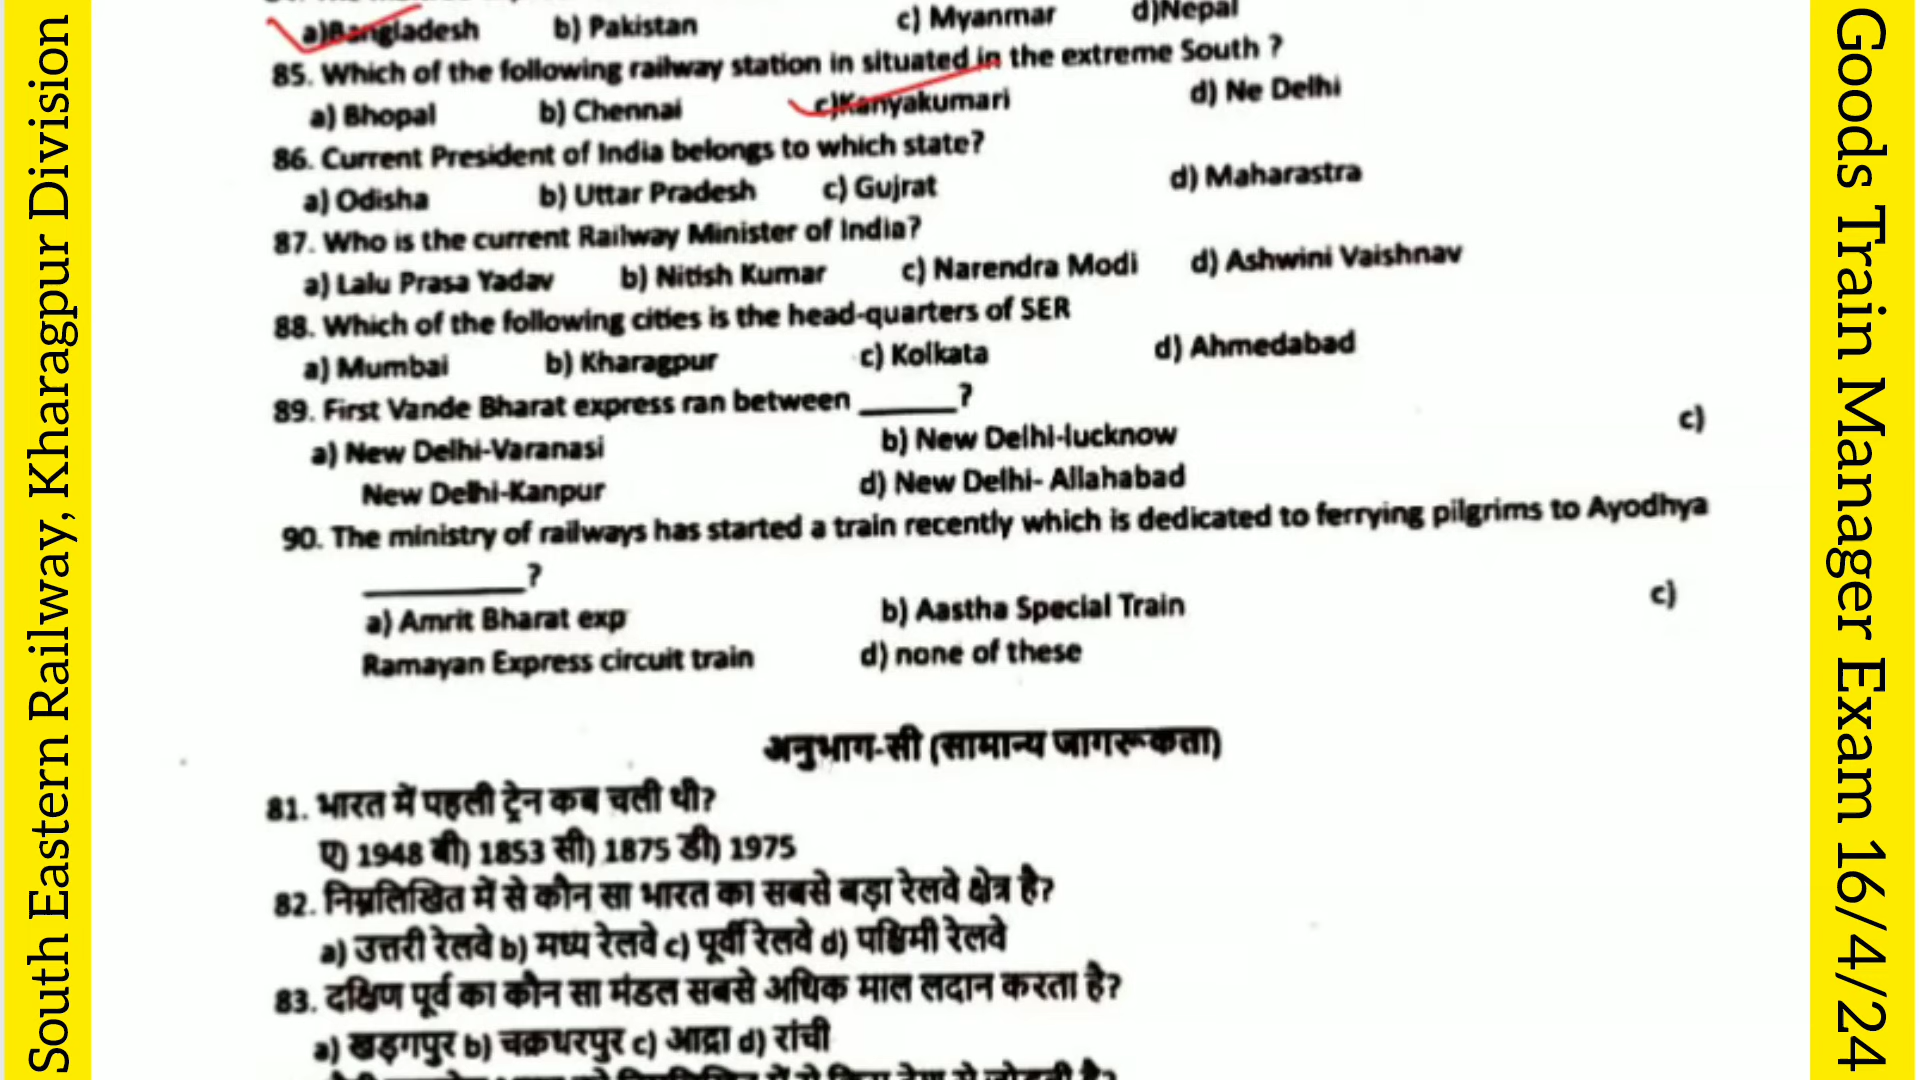 South Eastern Railway, Kharagpur Division
a)Bangladesh b) Pakistan c) Myanmar d)Nepal
85. Which of the following railway station in situated in the extreme South ?
a) Bhopal b) Chennai c)Kanyakumari d) Ne Delhi
86. Current President of India belongs to which state?
a) Odisha b) Uttar Pradesh c) Gujrat d) Maharastra
87. Who is the current Railway Minister of India?
a) Lalu Prasa Yadav b) Nitish Kumar c) Narendra Modi d) Ashwini Vaishnav
88. Which of the following cities is the head-quarters of SER
a) Mumbai b) Kharagpur c) Kolkata d) Ahmedabad
89. First Vande Bharat express ran between ______?
a) New Delhi-Varanasi b) New Delhi-lucknow c)
New Delhi-Kanpur d) New Delhi- Allahabad
90. The ministry of railways has started a train recently which is dedicated to ferrying pilgrims to Ayodhya
__________?
a) Amrit Bharat exp b) Aastha Special Train c)
Ramayan Express circuit train d) none of these
अनुभाग-सी (सामान्य जागरूकता)
81. भारत में पहली ट्रेन कब चली थी?
ए) 1948 बी) 1853 सी) 1875 डी) 1975
82. निम्नलिखित में से कौन सा भारत का सबसे बड़ा रेलवे क्षेत्र है?
a) उत्तरी रेलवे b) मध्य रेलवे c) पूर्वी रेलवे d) पश्चिमी रेलवे
83. दक्षिण पूर्व का कौन सा मंडल सबसे अधिक माल लदान करता है?
a) खड़गपुर b) चक्रधरपुर c) आद्रा d) रांची
Goods Train Manager Exam 16/4/24